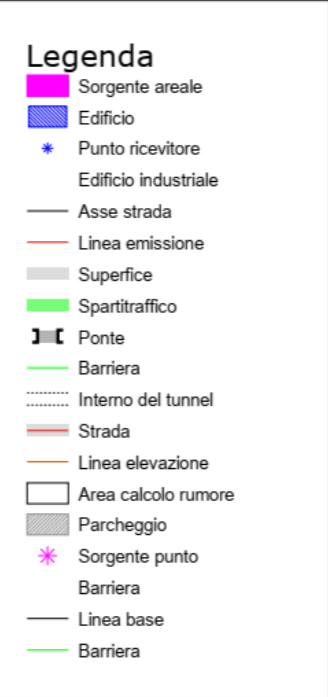 Legenda
Sorgente areale
Edificio
Punto ricevitore
Edificio industriale
Asse strada
Linea emissione
Superfice
Spartitraffico
Ponte
Barriera
Interno del tunnel
Strada
Linea elevazione
Area calcolo rumore
Parcheggio
Sorgente punto
Barriera
Linea base
Barriera